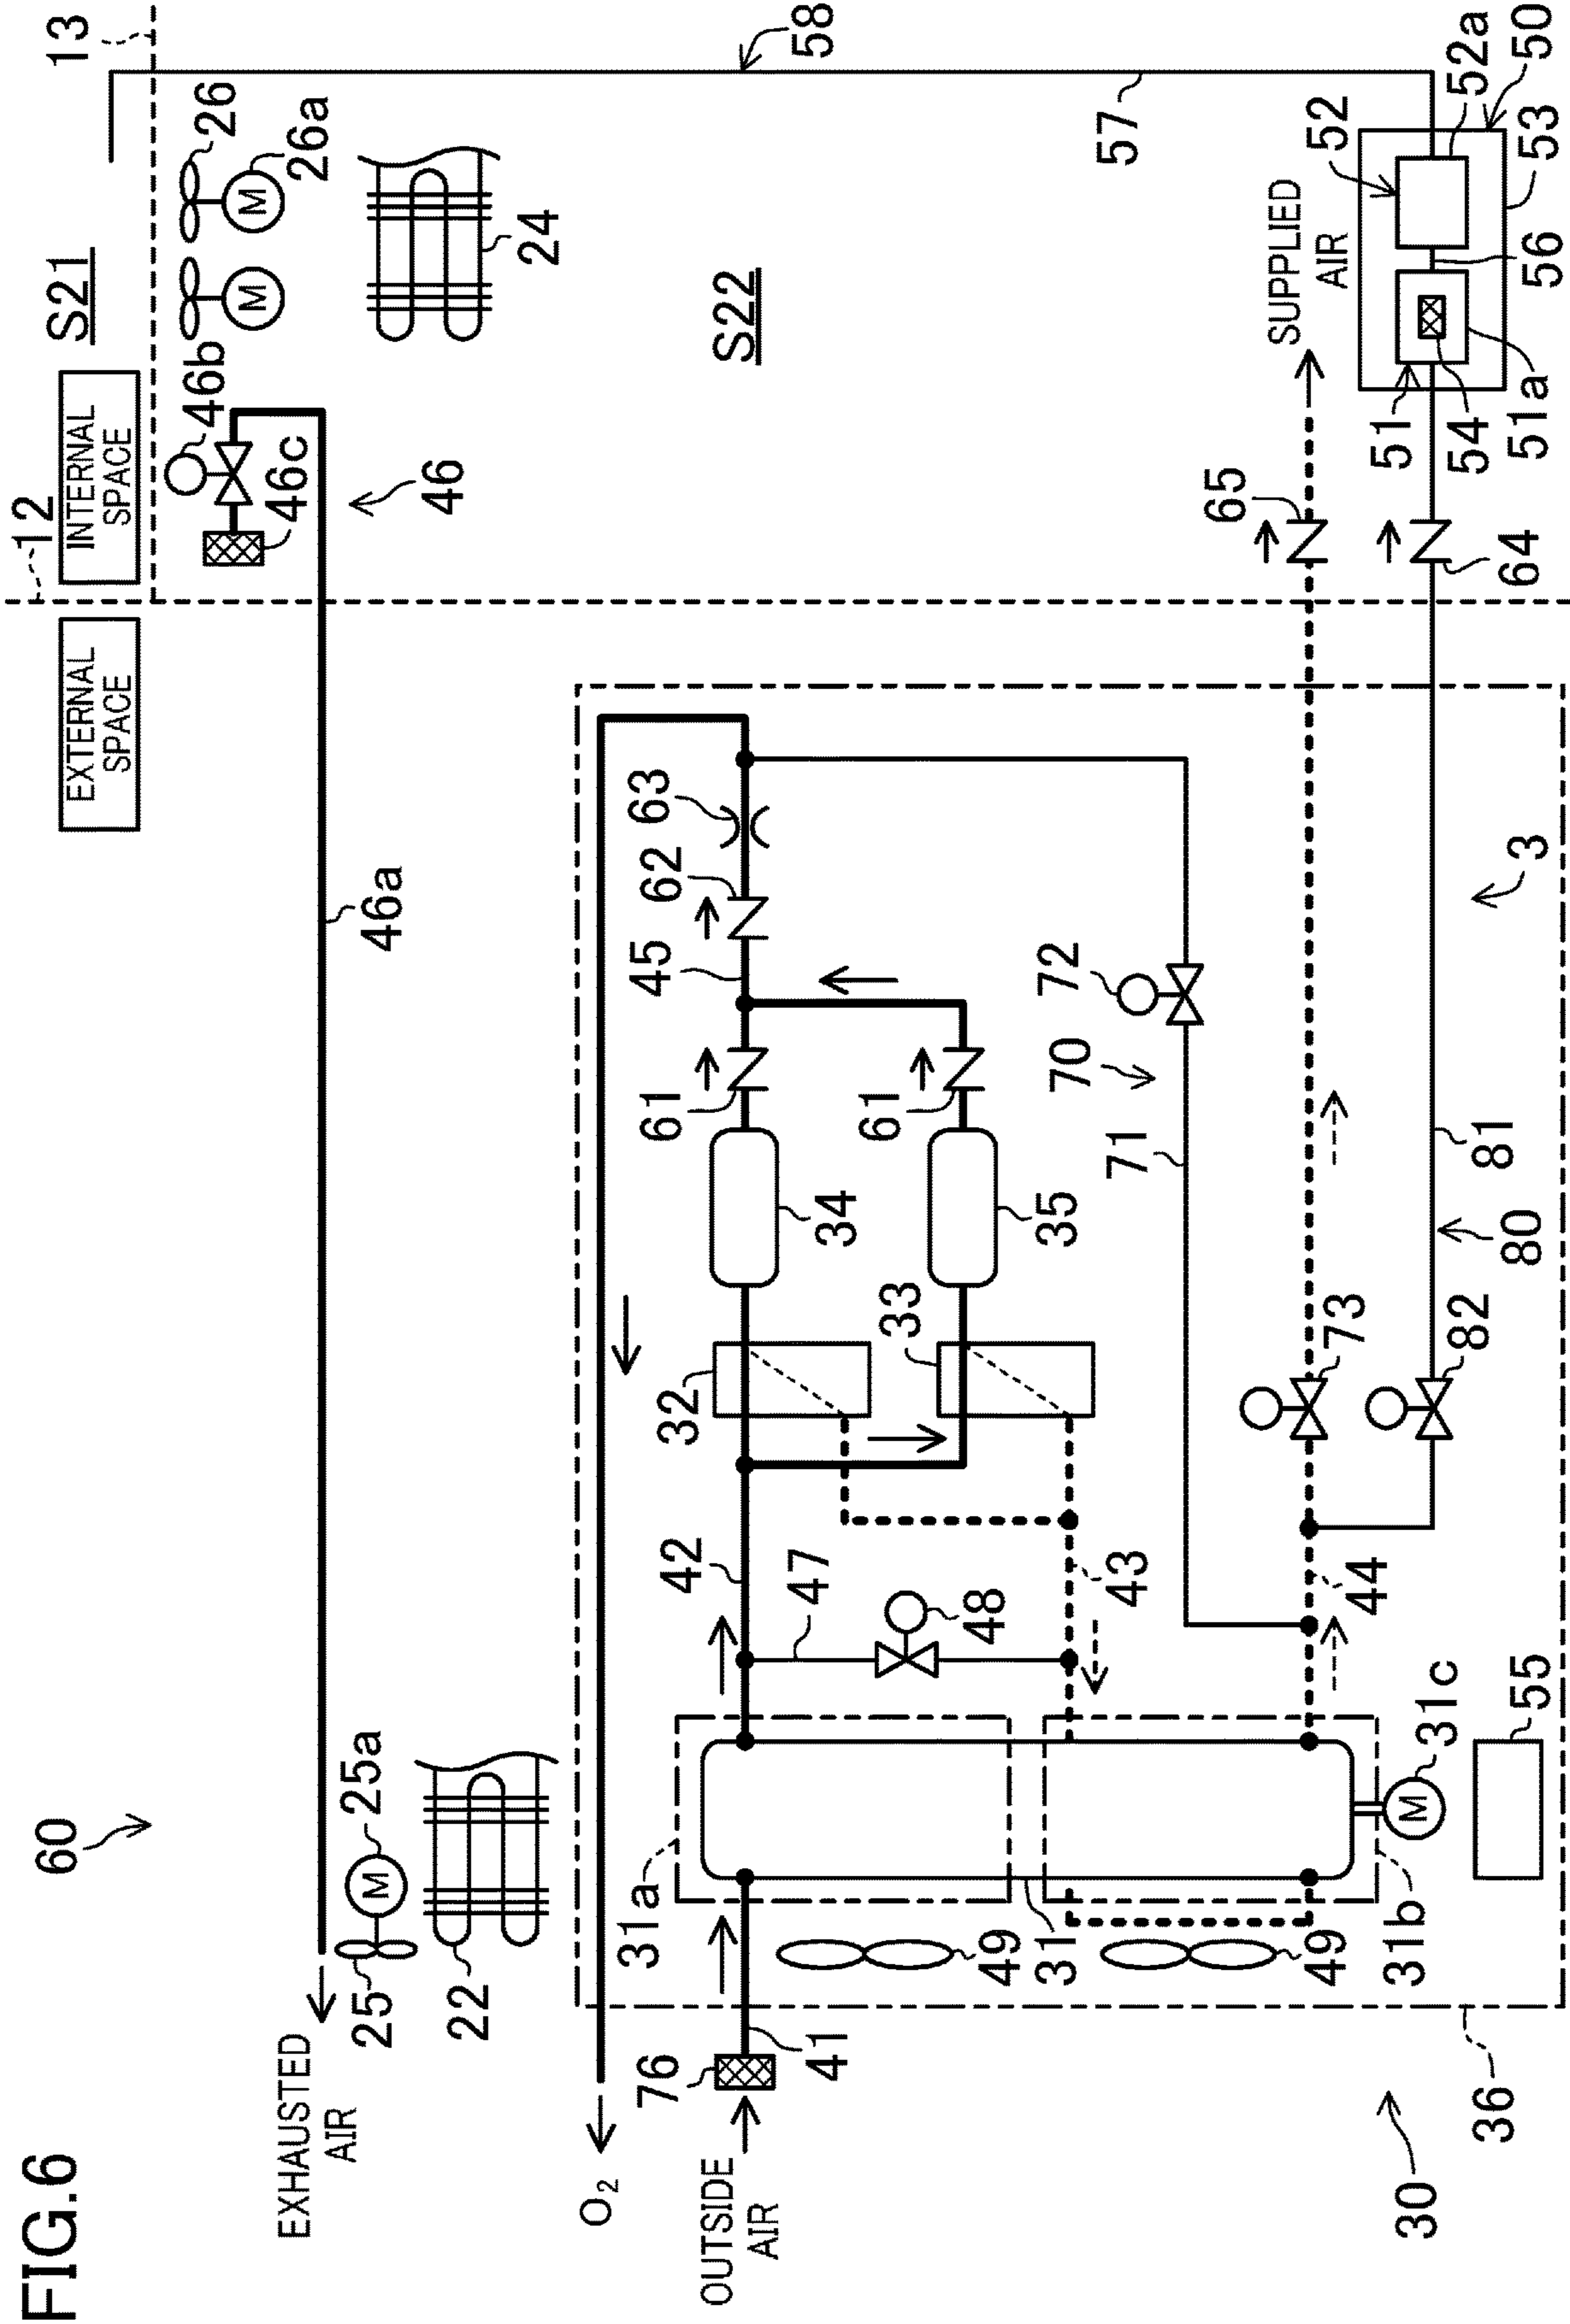 FIG.6
60
EXTERNAL
SPACE
12
INTERNAL
SPACE
S21
13
EXHAUSTED
AIR
25
25a
M
22
46a
46
46c
46b
M
M
26
26a
24
S22
58
57
O₂
OUTSIDE
AIR
76
41
31a
42
47
48
43
32
33
34
35
61
61
45
62
63
72
70
71
65
SUPPLIED
AIR
49
31
49
31b
M
31c
55
44
73
82
80
81
3
64
51
54
51a
56
52
52a
50
53
36
30